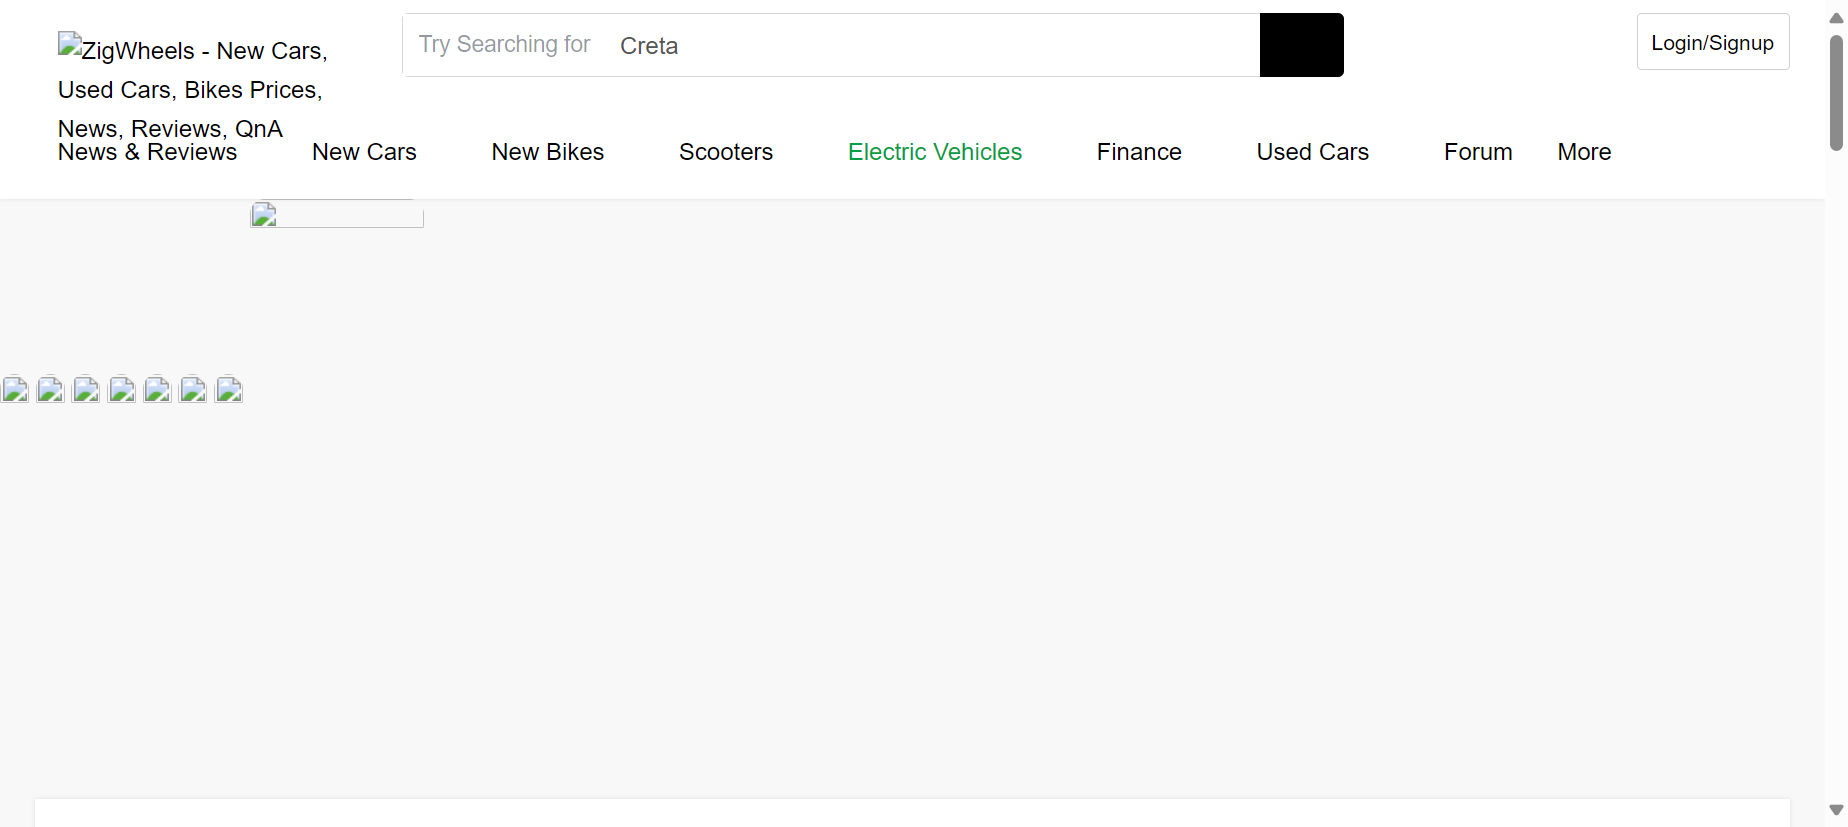 ZigWheels - New Cars,
Used Cars, Bikes Prices,
News, Reviews, QnA
Try Searching for Creta
Login/Signup
News & Reviews New Cars New Bikes Scooters Electric Vehicles Finance Used Cars Forum More